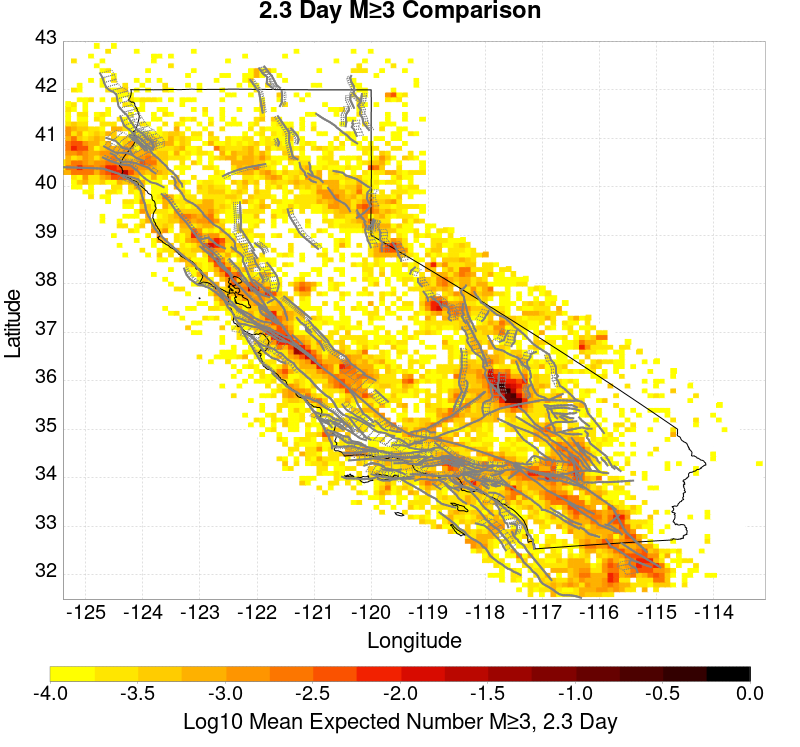 2.3 Day M≥3 Comparison
43
42
41
40
39
38
37
36
35
34
33
32
Latitude
-125 -124 -123 -122 -121 -120 -119 -118 -117 -116 -115 -114
Longitude
-4.0 -3.5 -3.0 -2.5 -2.0 -1.5 -1.0 -0.5 0.0
Log10 Mean Expected Number M≥3, 2.3 Day